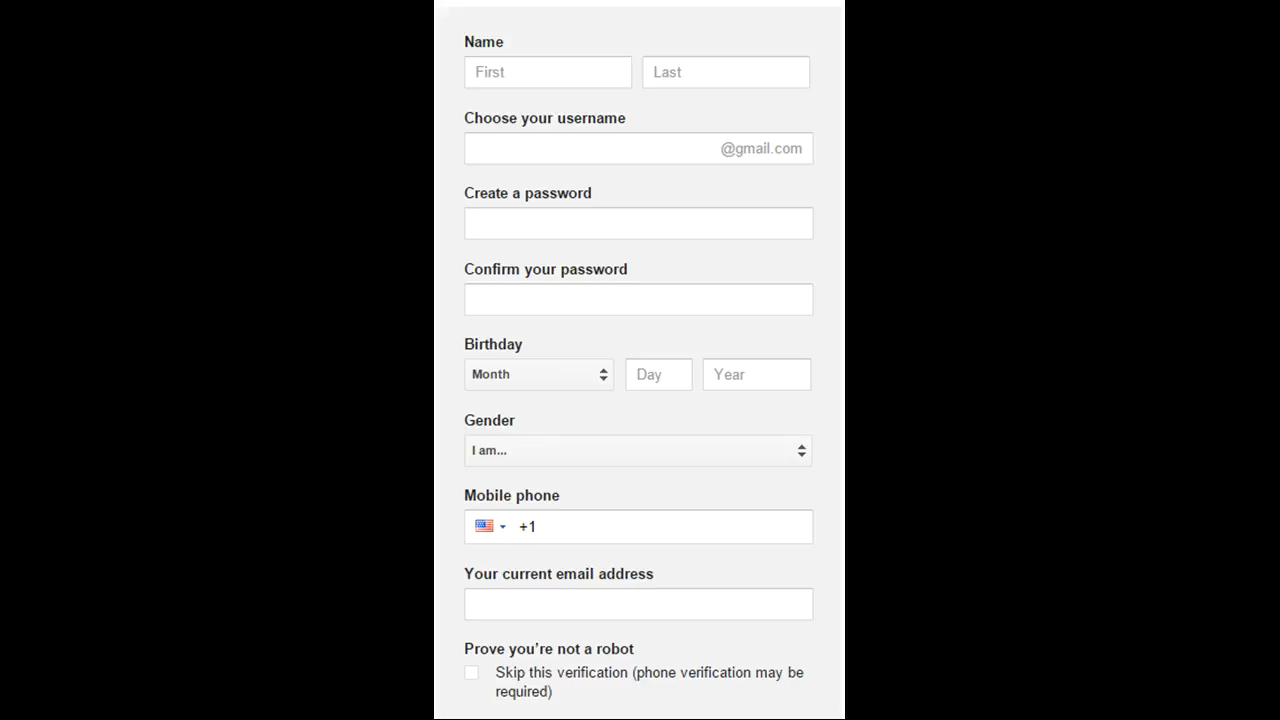 Name
First Last
Choose your username
@gmail.com
Create a password
Confirm your password
Birthday
Month Day Year
Gender
I am...
Mobile phone
+1
Your current email address
Prove you’re not a robot
Skip this verification (phone verification may be
required)